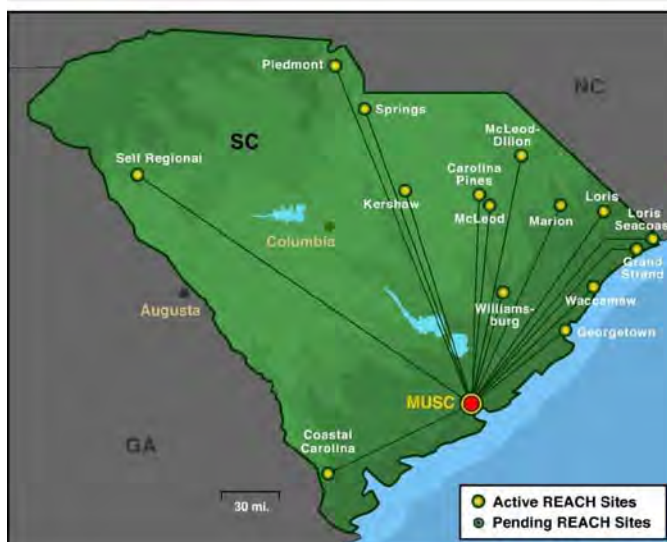 Piedmont
NC
Springs
SC
McLeod-
Dillon
Self Regional
Carolina
Pines
Kershaw
McLeod
Marion
Loris
Loris
Seacoast
Columbia
Grand
Strand
Augusta
Williams-
burg
Waccamaw
Georgetown
MUSC
GA
Coastal
Carolina
30 mi.
Active REACH Sites
Pending REACH Sites